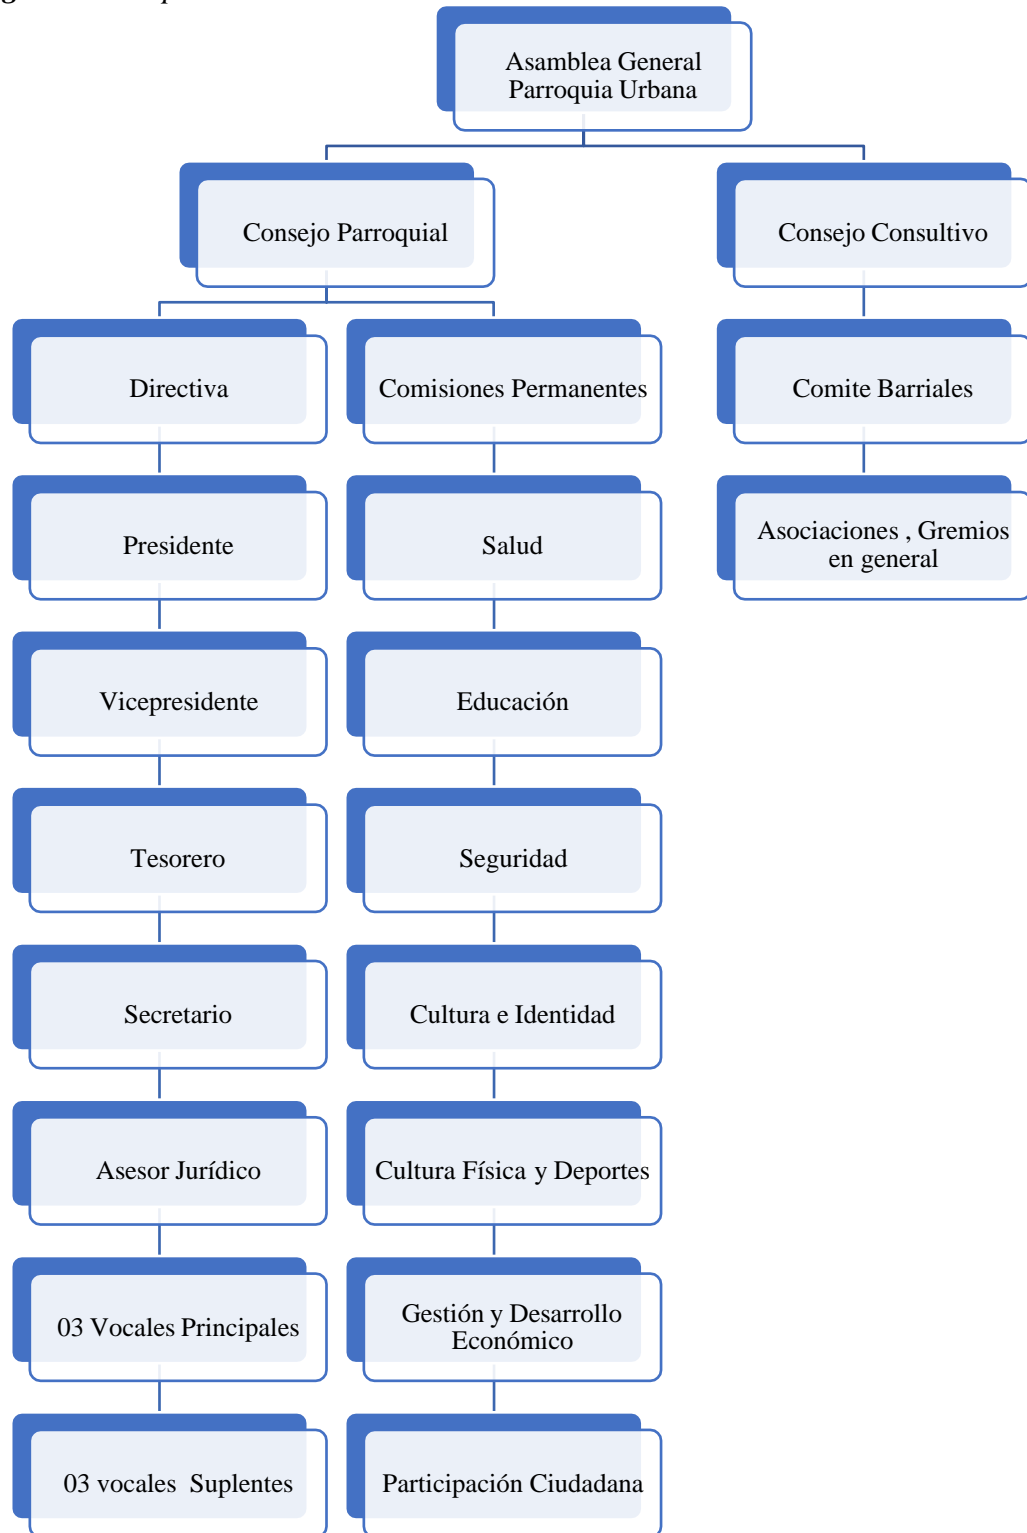 Asamblea General
Parroquia Urbana
Consejo Parroquial
Consejo Consultivo
Directiva
Comisiones Permanentes
Comite Barriales
Presidente
Salud
Asociaciones , Gremios
en general
Vicepresidente
Educación
Tesorero
Seguridad
Secretario
Cultura e Identidad
Asesor Jurídico
Cultura Física y Deportes
03 Vocales Principales
Gestión y Desarrollo
Económico
03 vocales Suplentes
Participación Ciudadana